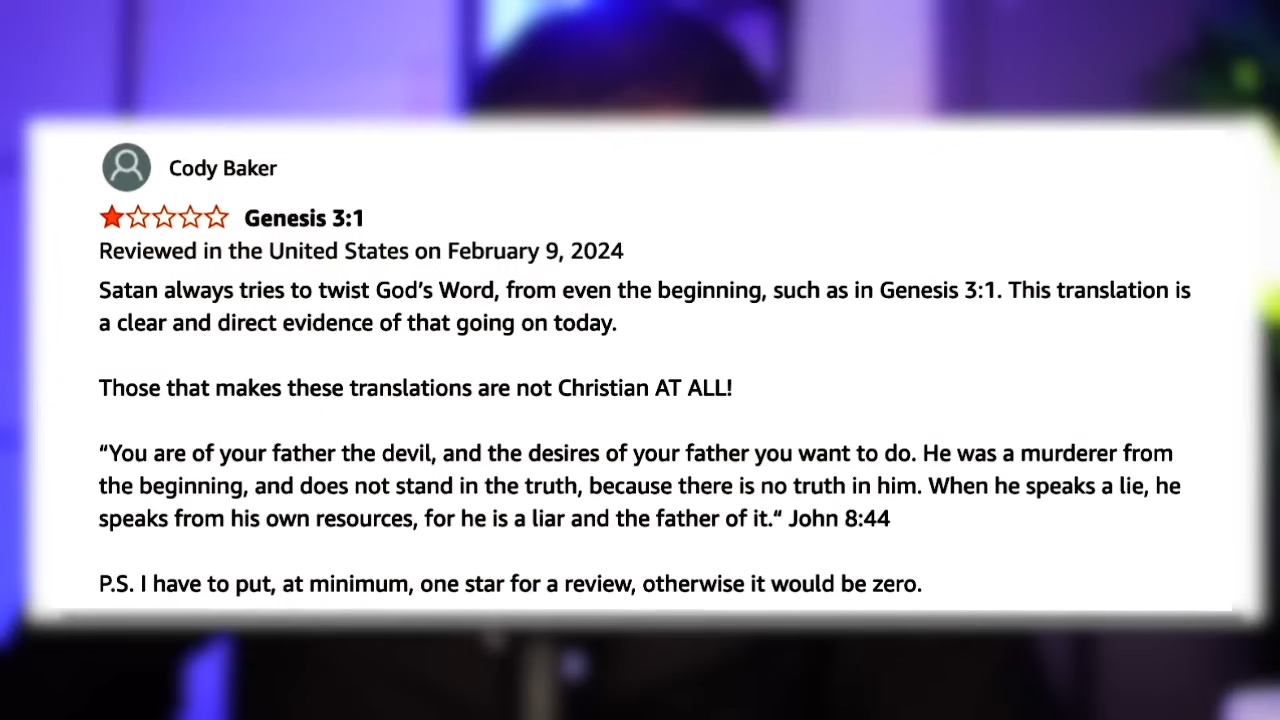 Cody Baker
Genesis 3:1
Reviewed in the United States on February 9, 2024
Satan always tries to twist God’s Word, from even the beginning, such as in Genesis 3:1. This translation is
a clear and direct evidence of that going on today.
Those that makes these translations are not Christian AT ALL!
“You are of your father the devil, and the desires of your father you want to do. He was a murderer from
the beginning, and does not stand in the truth, because there is no truth in him. When he speaks a lie, he
speaks from his own resources, for he is a liar and the father of it.“ John 8:44
P.S. I have to put, at minimum, one star for a review, otherwise it would be zero.